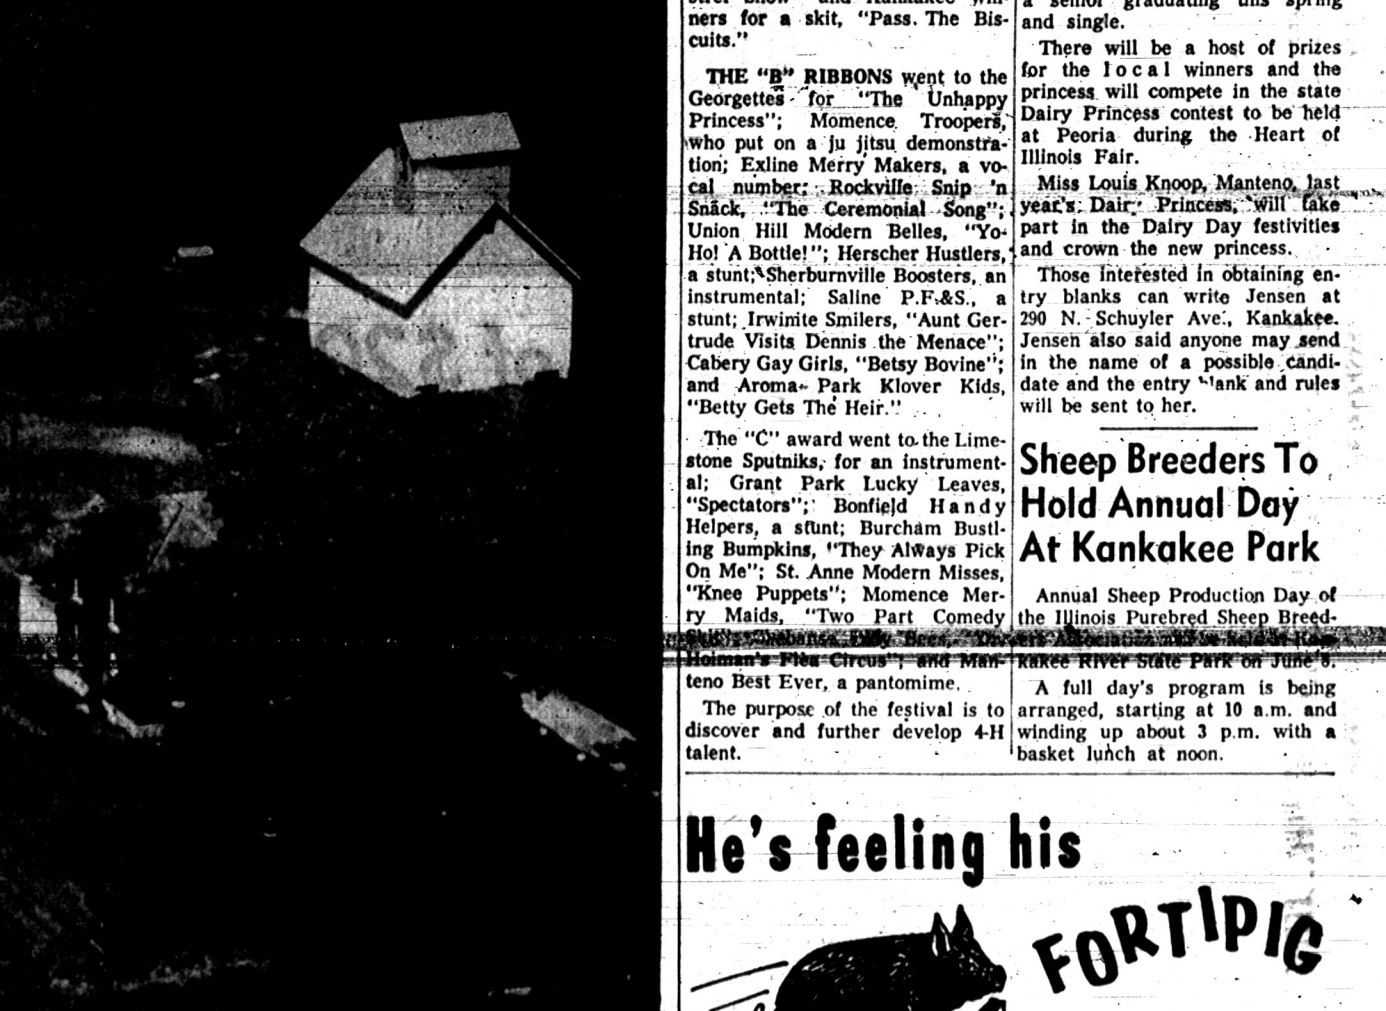 ners for a skit, "Pass. The Bis-
cuits."
THE "B" RIBBONS went to the
Georgettes for "The Unhappy
Princess"; Momence Troopers,
who put on a ju jitsu demonstra-
tion; Exline Merry Makers, a vo-
cal number; Rockville Snip 'n
Snack, "The Ceremonial Song";
Union Hill Modern Belles, "Yo-
Ho! A Bottle!"; Herscher Hustlers,
a stunt; Sherburnville Boosters, an
instrumental; Saline P.F.&S., a
stunt; Irwinite Smilers, "Aunt Ger-
trude Visits Dennis the Menace";
Cabery Gay Girls, "Betsy Bovine";
and Aroma Park Klover Kids,
"Betty Gets The Heir."
The "C" award went to the Lime-
stone Sputniks, for an instrument-
al; Grant Park Lucky Leaves,
"Spectators"; Bonfield Handy
Helpers, a stunt; Burcham Bustl-
ing Bumpkins, "They Always Pick
On Me"; St. Anne Modern Misses,
"Knee Puppets"; Momence Mer-
ry Maids, "Two Part Comedy
Holman's Flea Circus"; and Man-
teno Best Ever, a pantomime.
The purpose of the festival is to
discover and further develop 4-H
talent.
a senior graduating this spring
and single.
There will be a host of prizes
for the local winners and the
princess will compete in the state
Dairy Princess contest to be held
at Peoria during the Heart of
Illinois Fair.
Miss Louis Knoop, Manteno, last
year's Dair Princess, will take
part in the Dairy Day festivities
and crown the new princess.
Those interested in obtaining en-
try blanks can write Jensen at
290 N. Schuyler Ave., Kankakee.
Jensen also said anyone may send
in the name of a possible candi-
date and the entry and rules
will be sent to her.
Sheep Breeders To
Hold Annual Day
At Kankakee Park
Annual Sheep Production Day of
the Illinois Purebred Sheep Breed-
ers Association
kakee River State Park on June 8.
A full day's program is being
arranged, starting at 10 a.m. and
winding up about 3 p.m. with a
basket lunch at noon.
He's feeling his
FORTIPIG